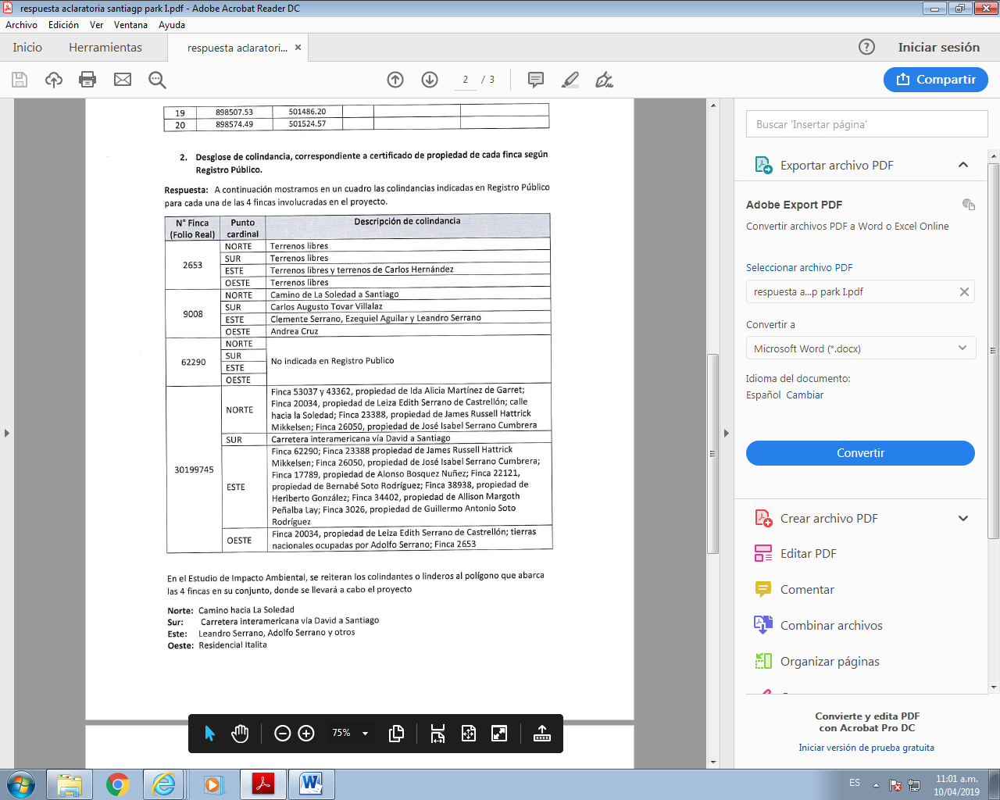 respuesta aclaratoria santiagp park I.pdf - Adobe Acrobat Reader DC
Archivo Edición Ver Ventana Ayuda
Inicio Herramientas respuesta aclaratori... × Iniciar sesión
2 / 3 Compartir
19 898507.53 501486.20
20 898574.49 501524.57
2. Desglose de colindancia, correspondiente a certificado de propiedad de cada finca según
Registro Público.
Respuesta: A continuación mostramos en un cuadro las colindancias indicadas en Registro Público
para cada una de las 4 fincas involucradas en el proyecto.
N° Finca (Folio Real) Punto cardinal Descripción de colindancia
2653
NORTE Terrenos libres
SUR Terrenos libres
ESTE Terrenos libres y terrenos de Carlos Hernández
OESTE Terrenos libres
9008
NORTE Camino de La Soledad a Santiago
SUR Carlos Augusto Tovar Villalaz
ESTE Clemente Serrano, Ezequiel Aguilar y Leandro Serrano
OESTE Andrea Cruz
62290
NORTE
SUR
ESTE
OESTE
No indicada en Registro Publico
30199745
NORTE
Finca 53037 y 43362, propiedad de Ida Alicia Martínez de Garret;
Finca 20034, propiedad de Leiza Edith Serrano de Castrellón; calle
hacia la Soledad; Finca 23388, propiedad de James Russell Hattrick
Mikkelsen; Finca 26050, propiedad de José Isabel Serrano Cumbrera
SUR Carretera interamericana vía David a Santiago
ESTE
Finca 62290; Finca 23388 propiedad de James Russell Hattrick
Mikkelsen; Finca 26050, propiedad de José Isabel Serrano Cumbrera;
Finca 17789, propiedad de Alonso Bosquez Nuñez; Finca 22121,
propiedad de Bernabé Soto Rodríguez; Finca 38938, propiedad de
Heriberto González; Finca 34402, propiedad de Allison Margoth
Peñalba Lay; Finca 3026, propiedad de Guillermo Antonio Soto
Rodríguez
OESTE
Finca 20034, propiedad de Leiza Edith Serrano de Castrellón; tierras
nacionales ocupadas por Adolfo Serrano; Finca 2653
En el Estudio de Impacto Ambiental, se reiteran los colindantes o linderos al polígono que abarca
las 4 fincas en su conjunto, donde se llevará a cabo el proyecto
Norte: Camino hacia La Soledad
Sur: Carretera interamericana vía David a Santiago
Este: Leandro Serrano, Adolfo Serrano y otros
Oeste: Residencial Italita
75%
Buscar 'Insertar página'
Exportar archivo PDF
Adobe Export PDF
Convertir archivos PDF a Word o Excel Online
Seleccionar archivo PDF
respuesta a...p park I.pdf
Convertir a
Microsoft Word (*.docx)
Idioma del documento:
Español Cambiar
Convertir
Crear archivo PDF
Editar PDF
Comentar
Combinar archivos
Organizar páginas
Convierte y edita PDF
con Acrobat Pro DC
Iniciar versión de prueba gratuita
ES 11:01 a.m.
10/04/2019